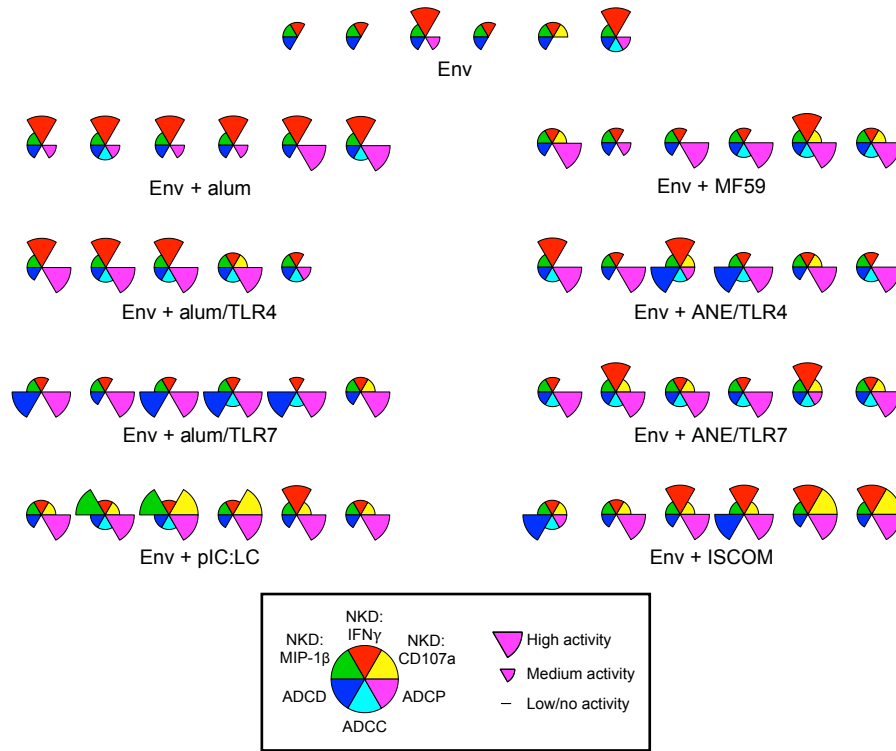 Env
Env + alum
Env + MF59
Env + alum/TLR4
Env + ANE/TLR4
Env + alum/TLR7
Env + ANE/TLR7
Env + pIC:LC
Env + ISCOM
NKD:
IFNγ
NKD:
MIP-1β
NKD:
CD107a
ADCD
ADCP
ADCC
High activity
Medium activity
Low/no activity